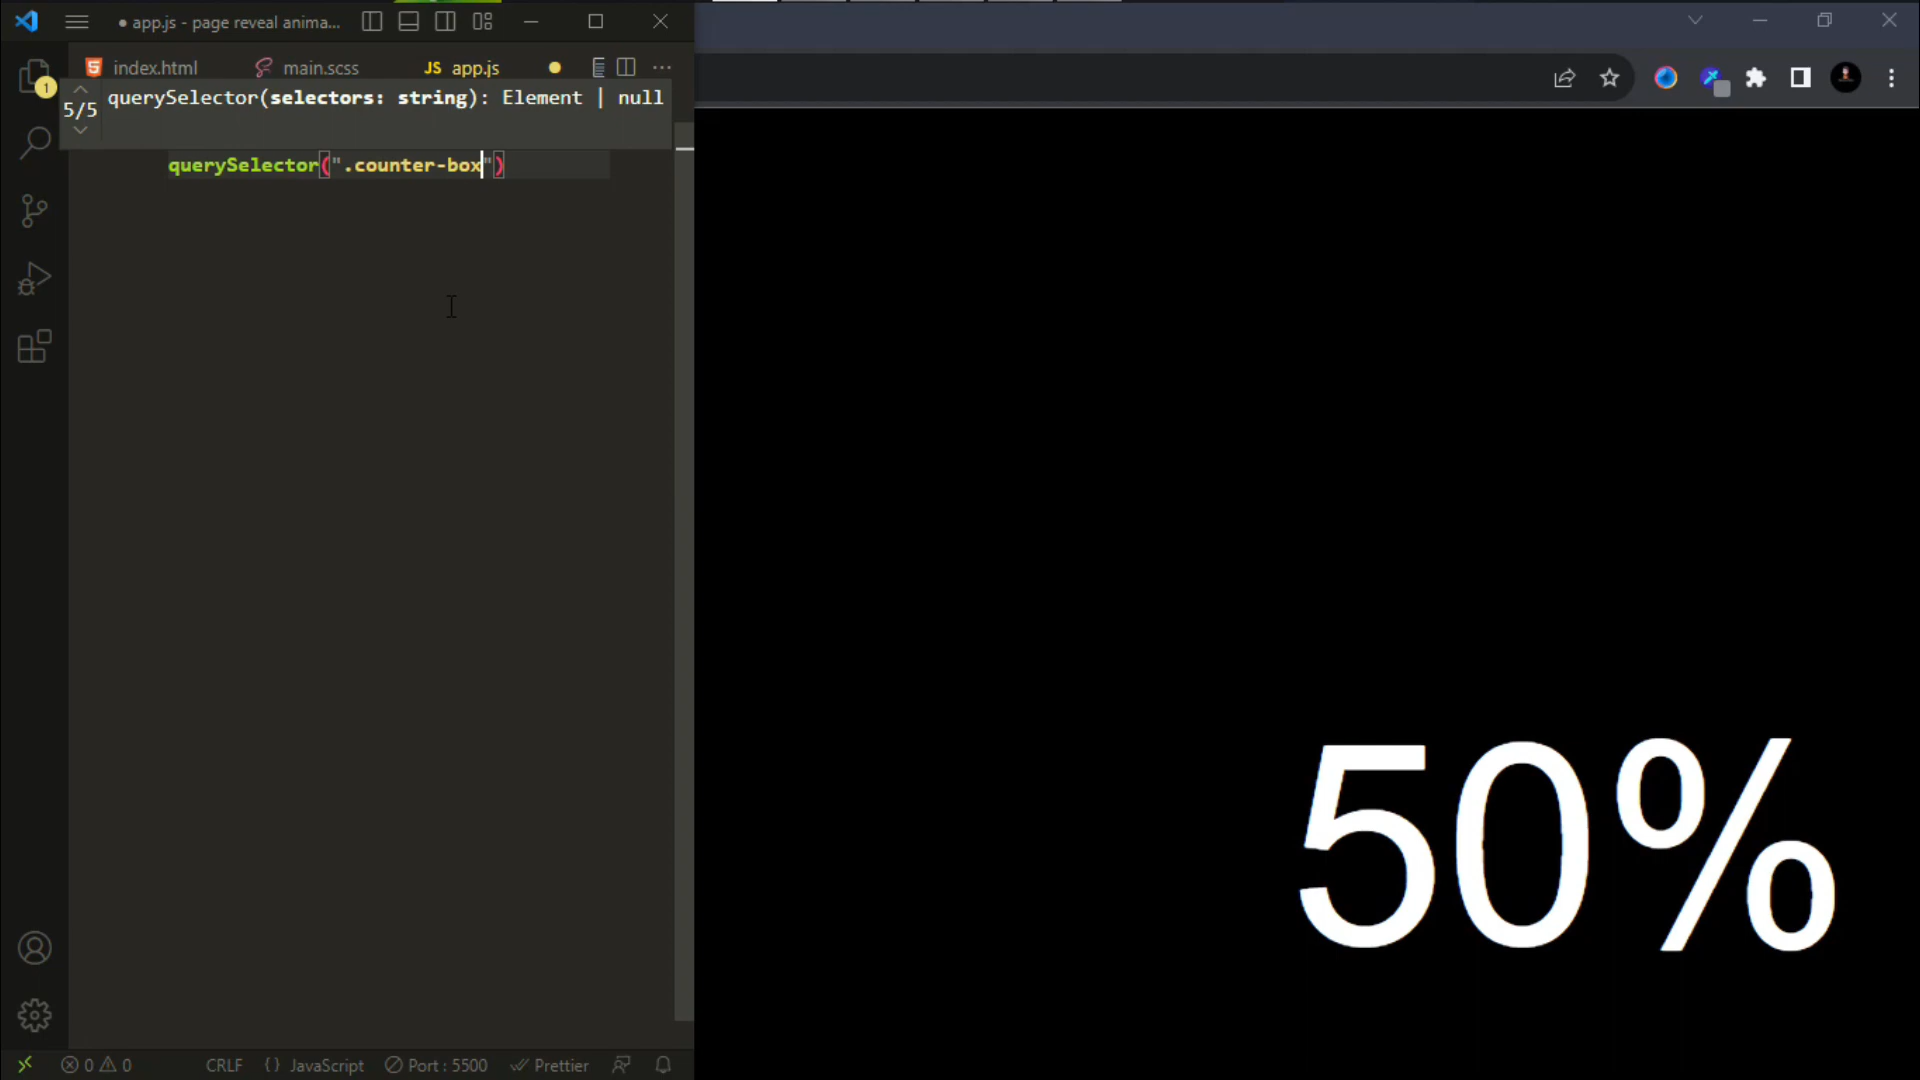 ● app.js - page reveal anima...
index.html
main.scss
JS app.js
1
5/5
querySelector(selectors: string): Element | null
querySelector(".counter-box")
50%
0 0
CRLF
{ } JavaScript
Port : 5500
Prettier